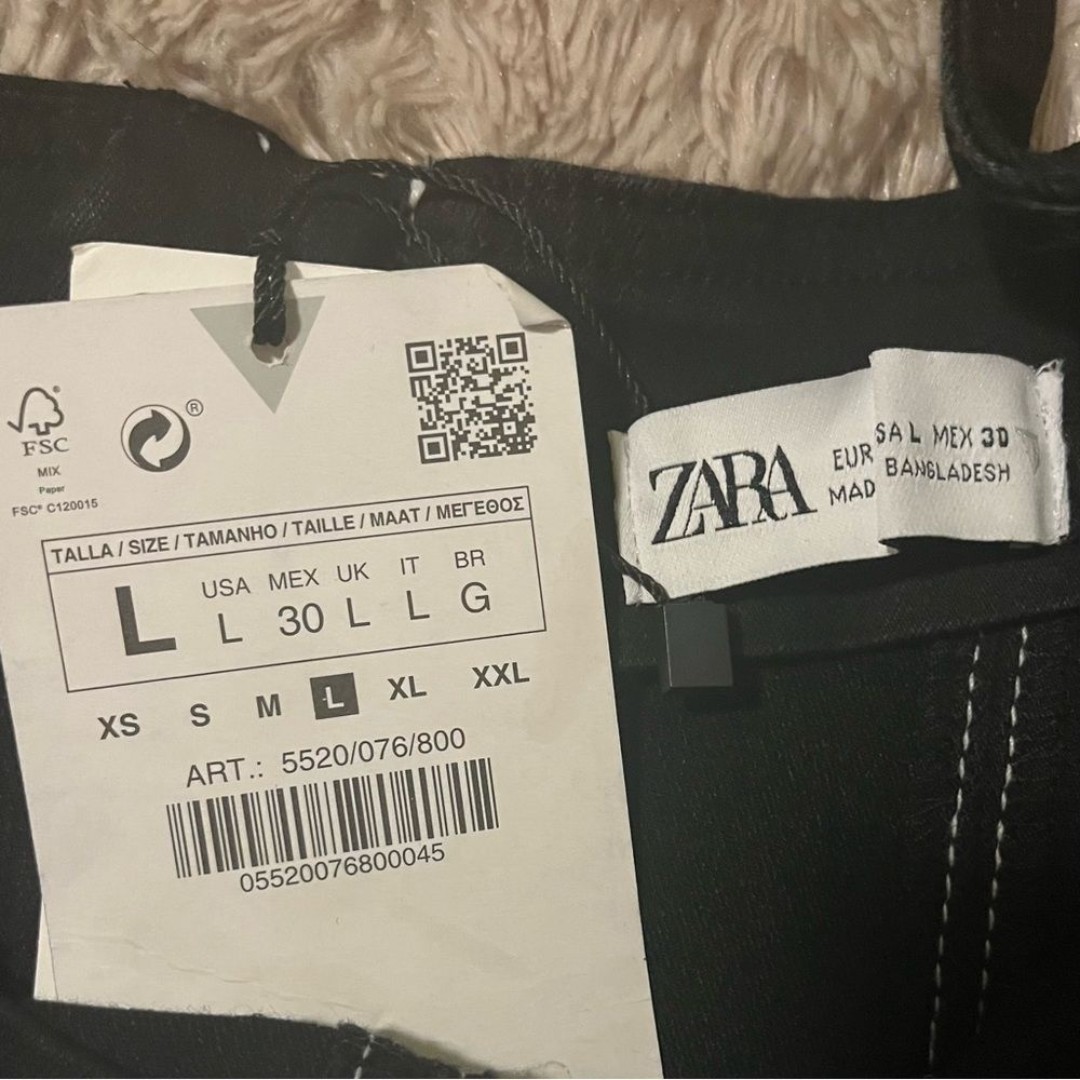 FSC
MIX
Paper
FSC® C120015
®
TALLA / SIZE / TAMANHO / TAILLE / MAAT / ΜΕΓΕΘΟΣ
L
USA MEX UK IT BR
L 30 L L G
XS S M L XL XXL
ART.: 5520/076/800
05520076800045
ZARA
EUR SA L MEX 30
MAD BANGLADESH